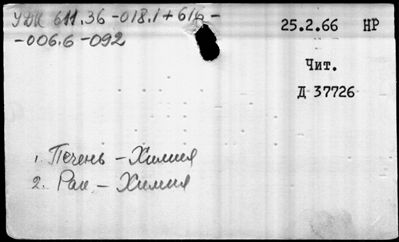 УДК 611.36-018.1+616-
-006.6-092
25.2.66 НР
Чит.
Д 37726
1. Печень - Химия
2. Рак - Химия